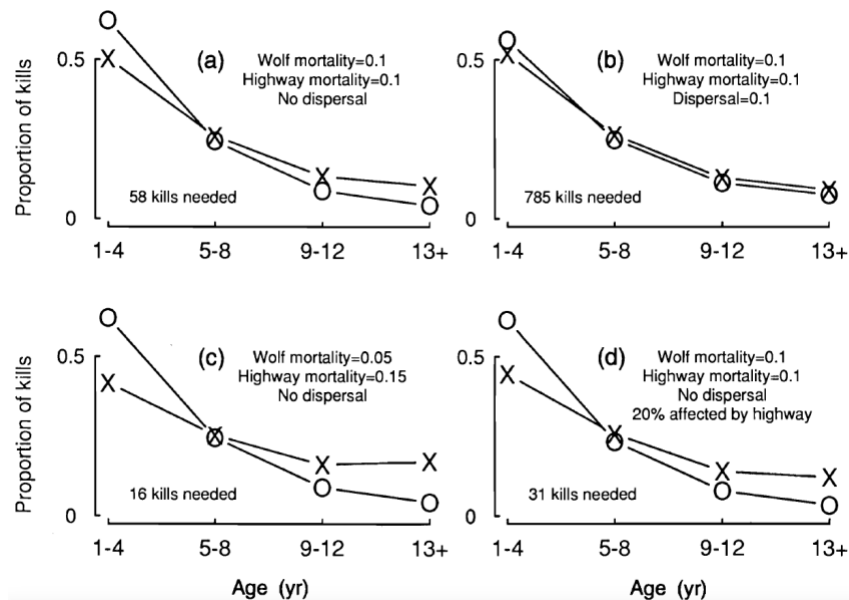 Proportion of kills
0.5
0
(a)
Wolf mortality=0.1
Highway mortality=0.1
No dispersal
58 kills needed
1-4 5-8 9-12 13+
0.5
0
(b)
Wolf mortality=0.1
Highway mortality=0.1
Dispersal=0.1
785 kills needed
1-4 5-8 9-12 13+
Proportion of kills
0.5
0
(c)
Wolf mortality=0.05
Highway mortality=0.15
No dispersal
16 kills needed
1-4 5-8 9-12 13+
Age (yr)
0.5
0
(d)
Wolf mortality=0.1
Highway mortality=0.1
No dispersal
20% affected by highway
31 kills needed
1-4 5-8 9-12 13+
Age (yr)